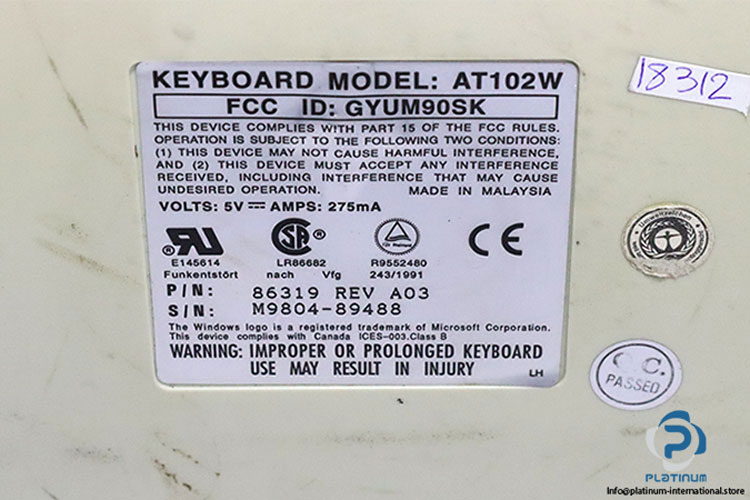 KEYBOARD MODEL: AT102W
FCC ID: GYUM90SK
THIS DEVICE COMPLIES WITH PART 15 OF THE FCC RULES.
OPERATION IS SUBJECT TO THE FOLLOWING TWO CONDITIONS:
(1) THIS DEVICE MAY NOT CAUSE HARMFUL INTERFERENCE,
AND (2) THIS DEVICE MUST ACCEPT ANY INTERFERENCE
RECEIVED, INCLUDING INTERFERENCE THAT MAY CAUSE
UNDESIRED OPERATION. MADE IN MALAYSIA
VOLTS: 5V AMPS: 275mA
E145614 LR86682 R9552480
Funkentstört nach Vfg 243/1991
P/N: 86319 REV A03
S/N: M9804-89488
The Windows logo is a registered trademark of Microsoft Corporation.
This device complies with Canada ICES-003.Class B
WARNING: IMPROPER OR PROLONGED KEYBOARD
USE MAY RESULT IN INJURY LH
18312
Umweltzeichen
Q.C.
PASSED
PLATINUM
Info@platinum-international.store